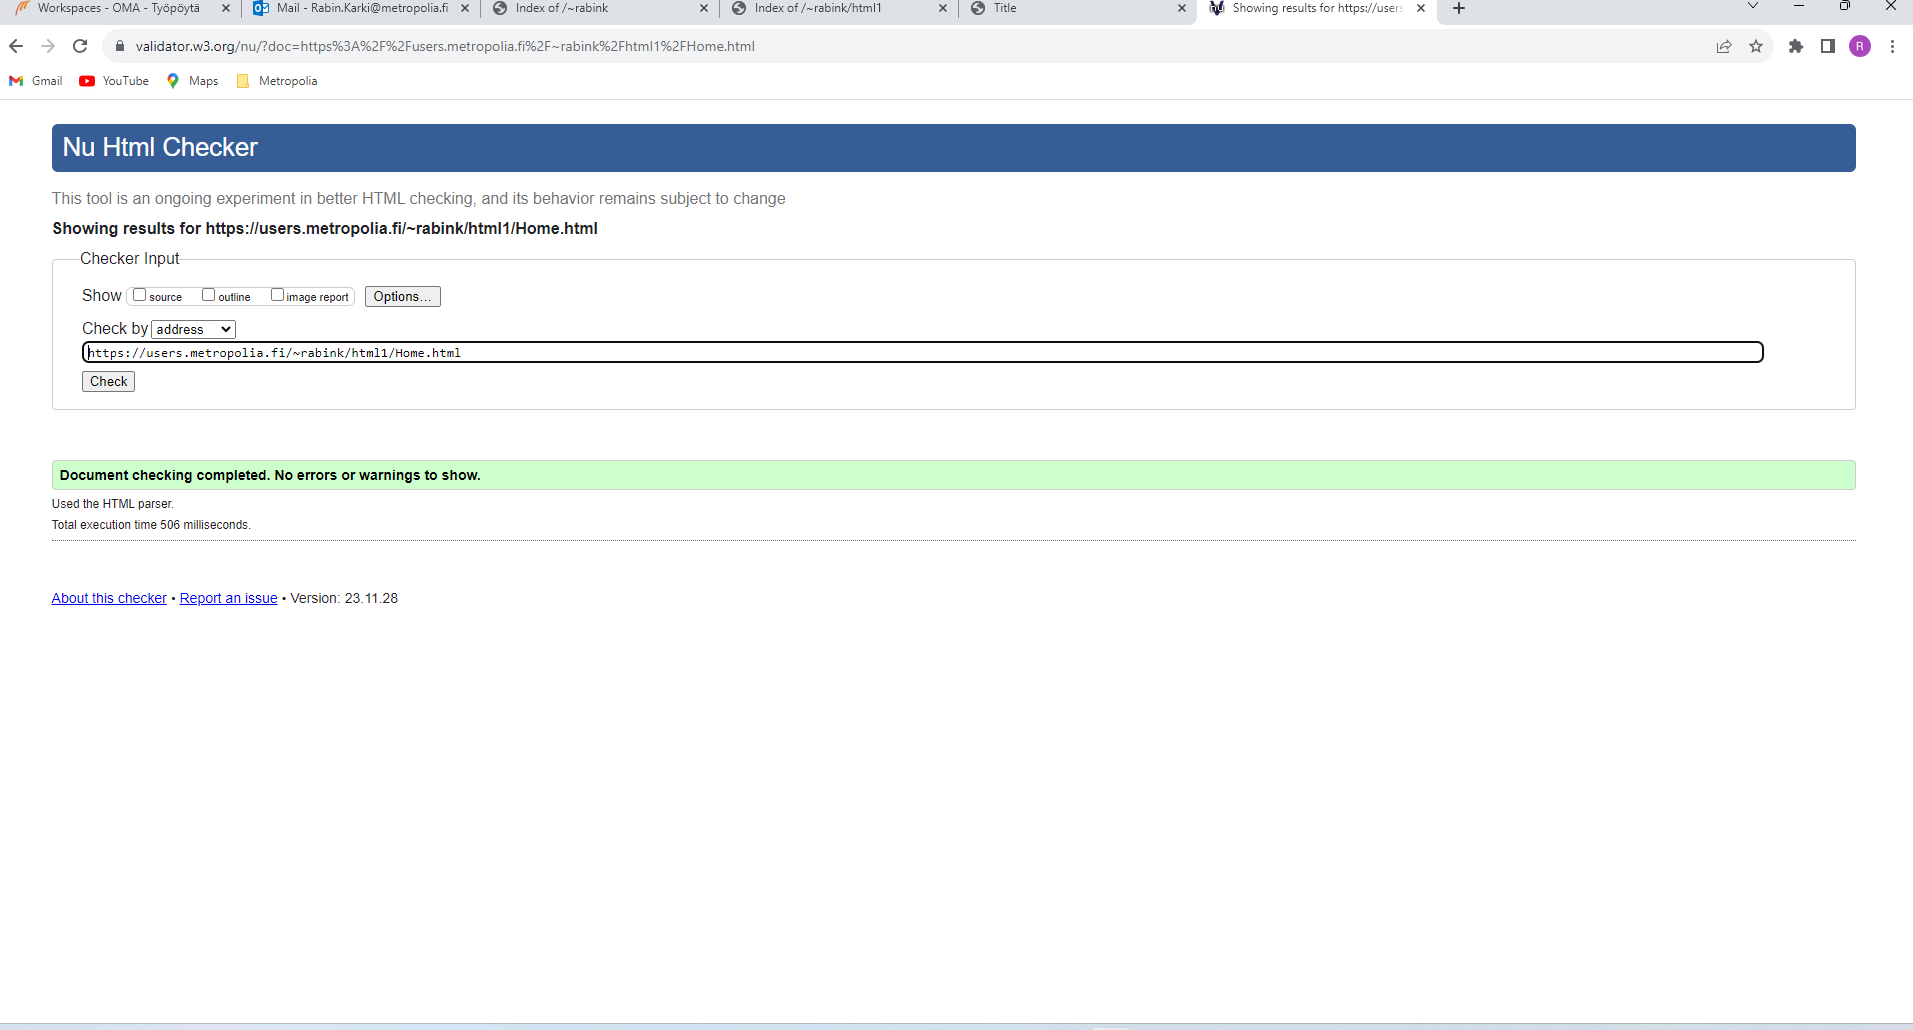 Workspaces - OMA - Työpöytä
Mail - Rabin.Karki@metropolia.fi
Index of /~rabink
Index of /~rabink/html1
Title
Showing results for https://users
validator.w3.org/nu/?doc=https%3A%2F%2Fusers.metropolia.fi%2F~rabink%2Fhtml1%2FHome.html
R
Gmail
YouTube
Maps
Metropolia
Nu Html Checker
This tool is an ongoing experiment in better HTML checking, and its behavior remains subject to change
Showing results for https://users.metropolia.fi/~rabink/html1/Home.html
Checker Input
Show source outline image report Options...
Check by address
https://users.metropolia.fi/~rabink/html1/Home.html
Check
Document checking completed. No errors or warnings to show.
Used the HTML parser.
Total execution time 506 milliseconds.
About this checker • Report an issue • Version: 23.11.28